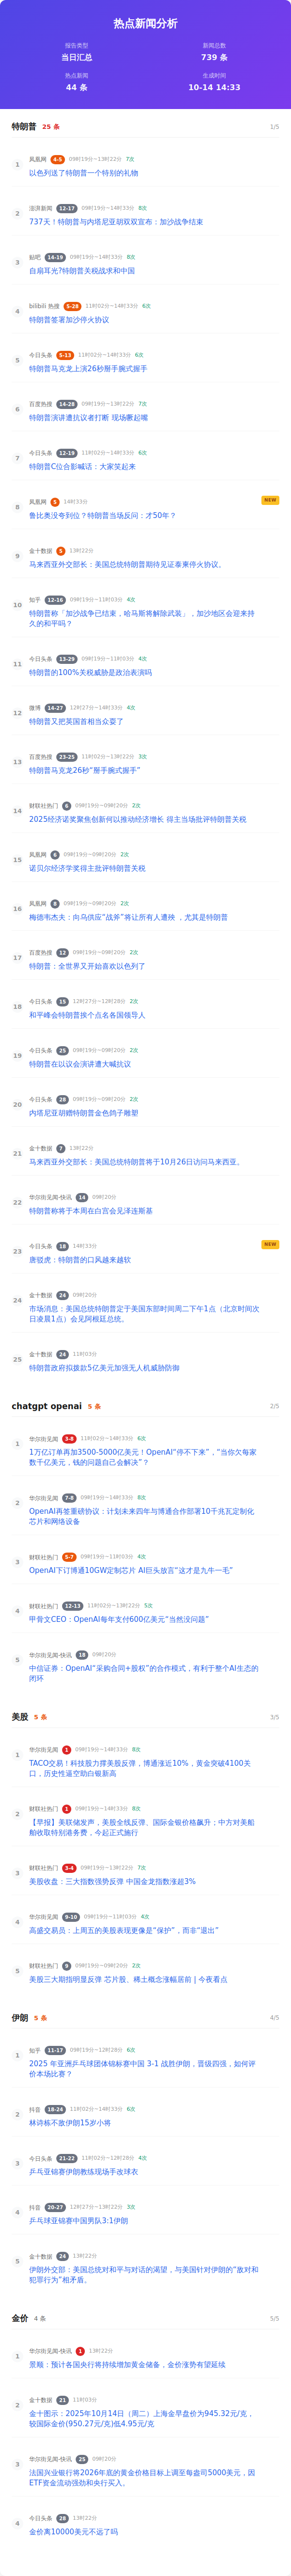 热点新闻分析
报告类型
当日汇总
新闻总数
739 条
热点新闻
44 条
生成时间
10-14 14:33
特朗普 25 条 1/5
1
凤凰网 4-5 09时19分~13时22分 7次
以色列送了特朗普一个特别的礼物
2
澎湃新闻 12-17 09时19分~14时33分 8次
737天！特朗普与内塔尼亚胡双双宣布：加沙战争结束
3
贴吧 14-19 09时19分~14时33分 8次
自扇耳光?特朗普关税战求和中国
4
bilibili 热搜 5-28 11时02分~14时33分 6次
特朗普签署加沙停火协议
5
今日头条 5-13 11时02分~14时33分 6次
特朗普马克龙上演26秒掰手腕式握手
6
百度热搜 14-28 09时19分~13时22分 7次
特朗普演讲遭抗议者打断 现场噘起嘴
7
今日头条 12-19 11时02分~14时33分 6次
特朗普C位合影喊话：大家笑起来
8
凤凰网 5 14时33分 NEW
鲁比奥没夸到位？特朗普当场反问：才50年？
9
金十数据 5 13时22分
马来西亚外交部长：美国总统特朗普期待见证泰柬停火协议。
10
知乎 12-16 09时19分~11时03分 4次
特朗普称「加沙战争已结束，哈马斯将解除武装」，加沙地区会迎来持
久的和平吗？
11
今日头条 13-29 09时19分~11时03分 4次
特朗普的100%关税威胁是政治表演吗
12
微博 14-27 12时27分~14时33分 4次
特朗普又把英国首相当众耍了
13
百度热搜 23-25 11时02分~13时22分 3次
特朗普马克龙26秒“掰手腕式握手”
14
财联社热门 6 09时19分~09时20分 2次
2025经济诺奖聚焦创新何以推动经济增长 得主当场批评特朗普关税
15
凤凰网 6 09时19分~09时20分 2次
诺贝尔经济学奖得主批评特朗普关税
16
凤凰网 8 09时19分~09时20分 2次
梅德韦杰夫：向乌供应“战斧”将让所有人遭殃 ，尤其是特朗普
17
百度热搜 12 09时19分~09时20分 2次
特朗普：全世界又开始喜欢以色列了
18
今日头条 15 12时27分~12时28分 2次
和平峰会特朗普挨个点名各国领导人
19
今日头条 25 09时19分~09时20分 2次
特朗普在以议会演讲遭大喊抗议
20
今日头条 28 09时19分~09时20分 2次
内塔尼亚胡赠特朗普金色鸽子雕塑
21
金十数据 7 13时22分
马来西亚外交部长：美国总统特朗普将于10月26日访问马来西亚。
22
华尔街见闻-快讯 14 09时20分
特朗普称将于本周在白宫会见泽连斯基
23
今日头条 18 14时33分 NEW
唐驳虎：特朗普的口风越来越软
24
金十数据 24 09时20分
市场消息：美国总统特朗普定于美国东部时间周二下午1点（北京时间次
日凌晨1点）会见阿根廷总统。
25
金十数据 24 11时03分
特朗普政府拟拨款5亿美元加强无人机威胁防御
chatgpt openai 5 条 2/5
1
华尔街见闻 3-8 11时02分~14时33分 6次
1万亿订单再加3500-5000亿美元！OpenAI“停不下来”，“当你欠每家
数千亿美元，钱的问题自己会解决”？
2
华尔街见闻 7-8 09时19分~14时33分 8次
OpenAI再签重磅协议：计划未来四年与博通合作部署10千兆瓦定制化
芯片和网络设备
3
财联社热门 5-7 09时19分~11时03分 4次
OpenAI下订博通10GW定制芯片 AI巨头放言“这才是九牛一毛”
4
财联社热门 12-13 11时02分~13时22分 5次
甲骨文CEO：OpenAI每年支付600亿美元“当然没问题”
5
华尔街见闻-快讯 18 09时20分
中信证券：OpenAI“采购合同+股权”的合作模式，有利于整个AI生态的
闭环
美股 5 条 3/5
1
华尔街见闻 1 09时19分~14时33分 8次
TACO交易！科技股力撑美股反弹，博通涨近10%，黄金突破4100关
口，历史性逼空助白银新高
2
财联社热门 1 09时19分~14时33分 8次
【早报】美联储发声，美股全线反弹、国际金银价格飙升；中方对美船
舶收取特别港务费，今起正式施行
3
财联社热门 3-4 09时19分~13时22分 7次
美股收盘：三大指数强势反弹 中国金龙指数涨超3%
4
华尔街见闻 9-10 09时19分~11时03分 4次
高盛交易员：上周五的美股表现更像是“保护”，而非“退出”
5
财联社热门 9 09时19分~09时20分 2次
美股三大期指明显反弹 芯片股、稀土概念涨幅居前 | 今夜看点
伊朗 5 条 4/5
1
知乎 11-17 09时19分~12时28分 6次
2025 年亚洲乒乓球团体锦标赛中国 3-1 战胜伊朗，晋级四强，如何评
价本场比赛？
2
抖音 18-24 11时02分~14时33分 6次
林诗栋不敌伊朗15岁小将
3
今日头条 21-22 11时02分~12时28分 4次
乒乓亚锦赛伊朗教练现场手改球衣
4
抖音 20-27 12时27分~13时22分 3次
乒乓球亚锦赛中国男队3:1伊朗
5
金十数据 24 13时22分
伊朗外交部：美国总统对和平与对话的渴望，与美国针对伊朗的“敌对和
犯罪行为”相矛盾。
金价 4 条 5/5
1
华尔街见闻-快讯 1 13时22分
景顺：预计各国央行将持续增加黄金储备，金价涨势有望延续
2
金十数据 21 11时03分
金十图示：2025年10月14日（周二）上海金早盘价为945.32元/克，
较国际金价(950.27元/克)低4.95元/克
3
华尔街见闻-快讯 25 09时20分
法国兴业银行将2026年底的黄金价格目标上调至每盎司5000美元，因
ETF资金流动强劲和央行买入。
4
今日头条 28 13时22分
金价离10000美元不远了吗